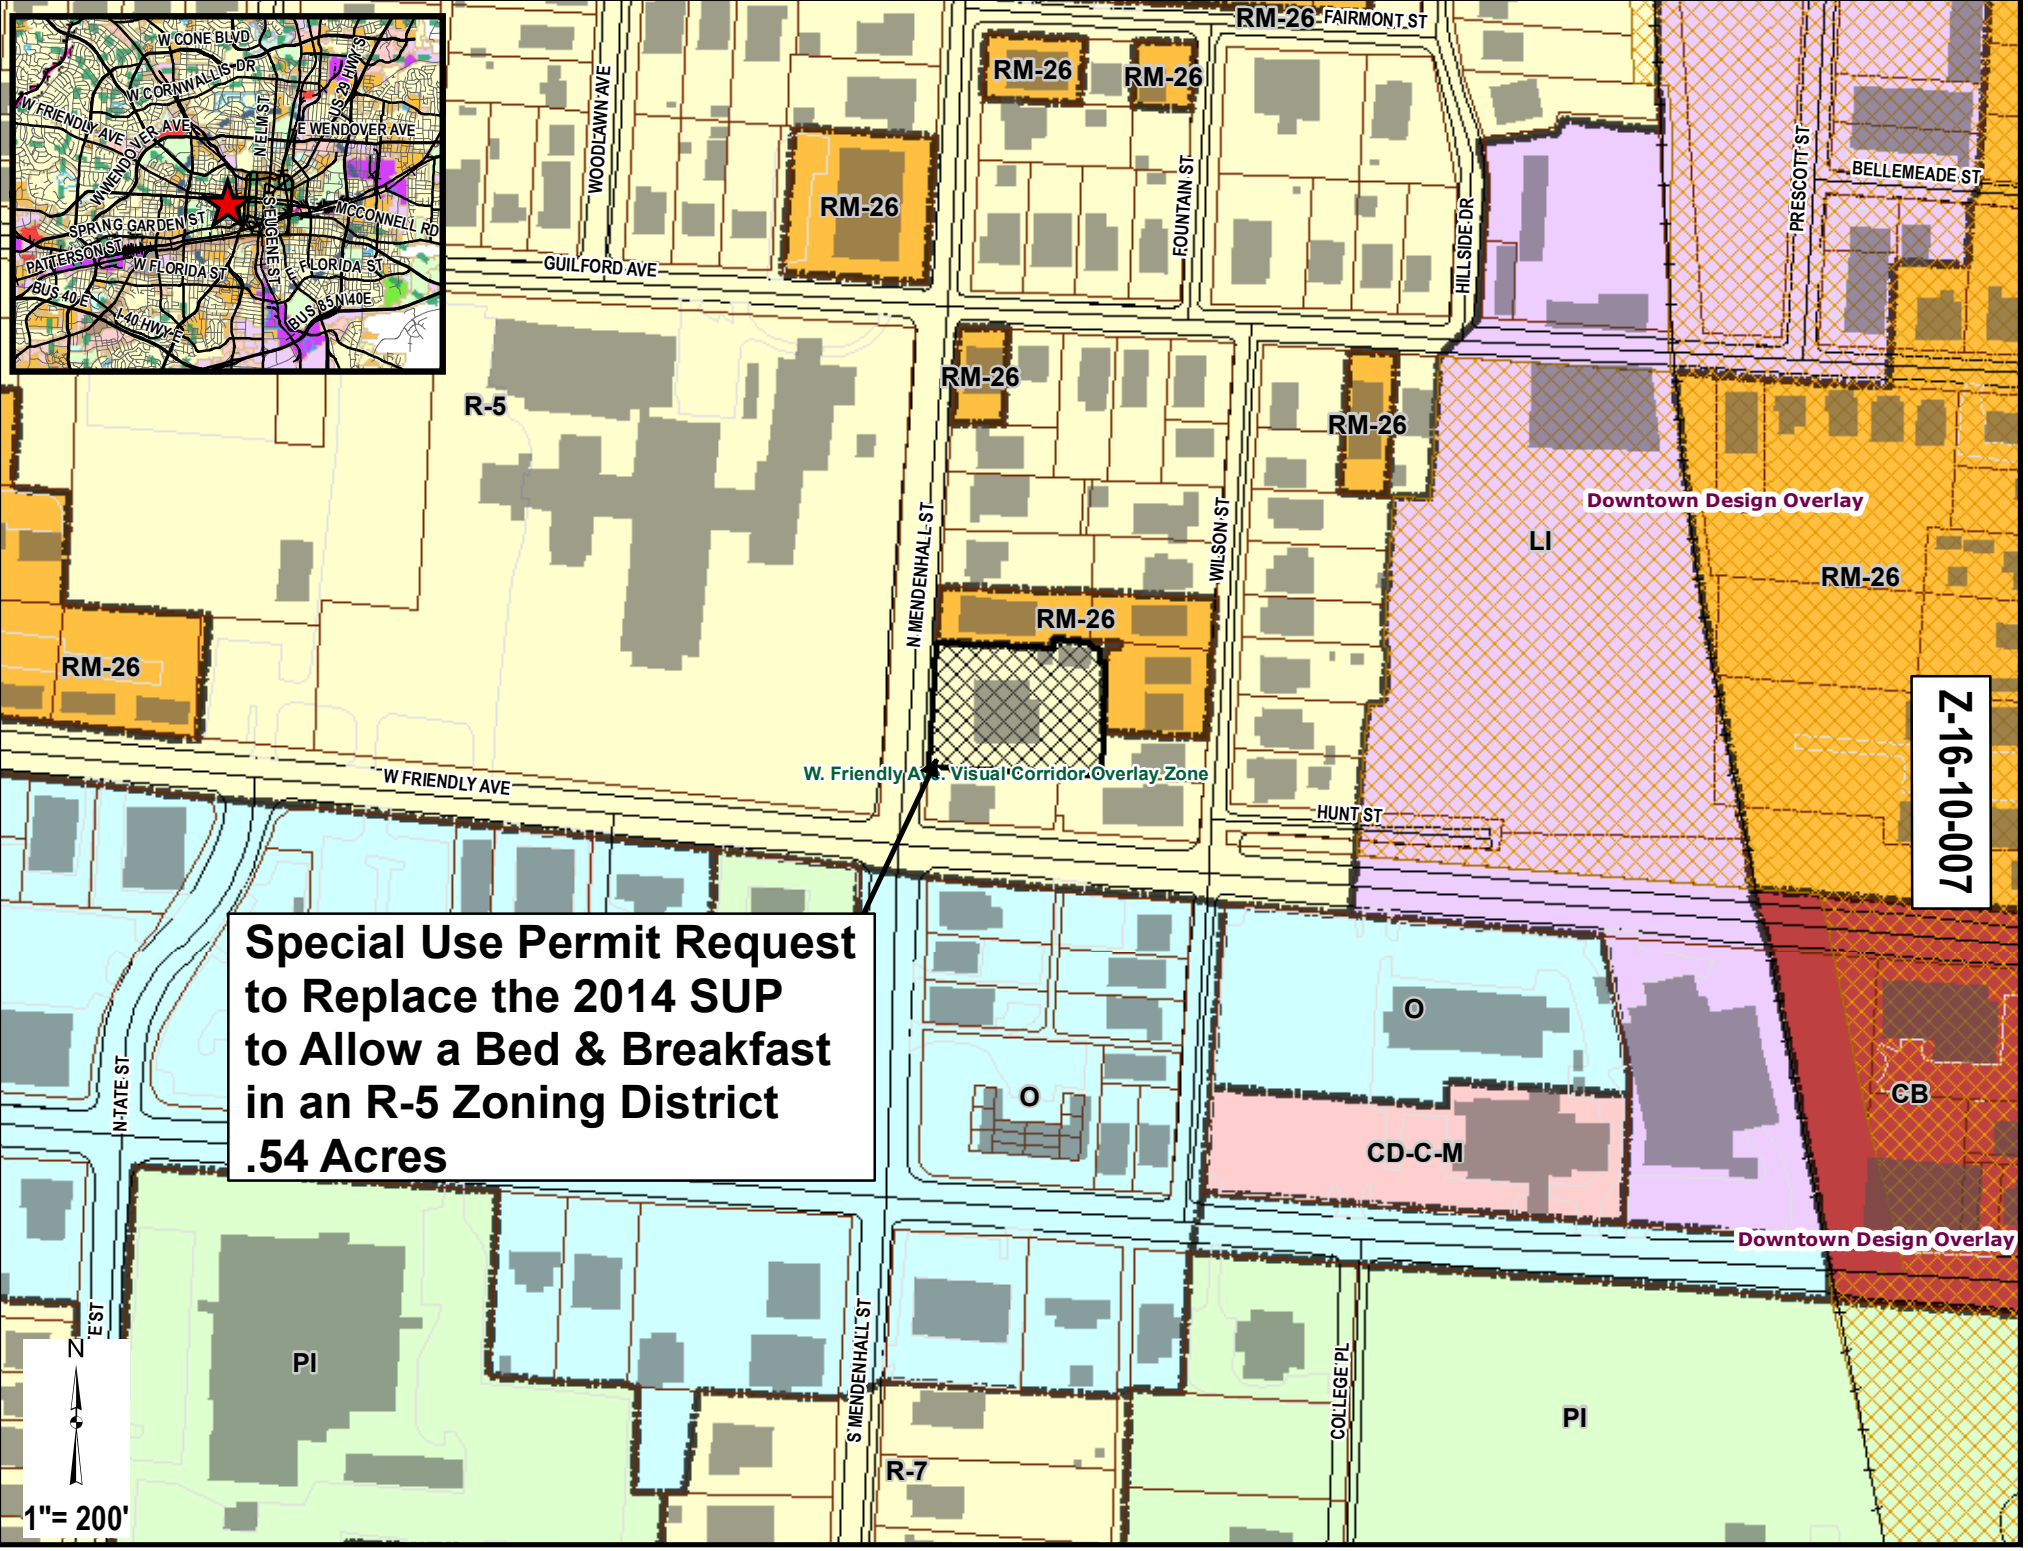 W CONE BLVD
W CORNWALLIS DR
US 29 HWY S
W FRIENDLY AVE
W WENDOVER AVE
N ELM ST
E WENDOVER AVE
S EUGENE ST
MCCONNELL RD
SPRING GARDEN ST
PATTERSON ST
W FLORIDA ST
E FLORIDA ST
BUS 40 E
I-40 HWY E
BUS 85 N
40E
RM-26
FAIRMONT ST
RM-26
RM-26
WOODLAWN AVE
RM-26
FOUNTAIN ST
HILLSIDE DR
PRESCOTT ST
BELLEMEADE ST
GUILFORD AVE
R-5
RM-26
RM-26
N MENDENHALL ST
WILSON ST
Downtown Design Overlay
LI
RM-26
RM-26
RM-26
Z-16-10-007
W FRIENDLY AVE
W. Friendly Ave. Visual Corridor Overlay Zone
HUNT ST
Special Use Permit Request
to Replace the 2014 SUP
to Allow a Bed & Breakfast
in an R-5 Zoning District
.54 Acres
N TATE ST
O
O
CB
CD-C-M
Downtown Design Overlay
E ST
PI
S MENDENHALL ST
COLLEGE PL
PI
R-7
N
1"= 200'